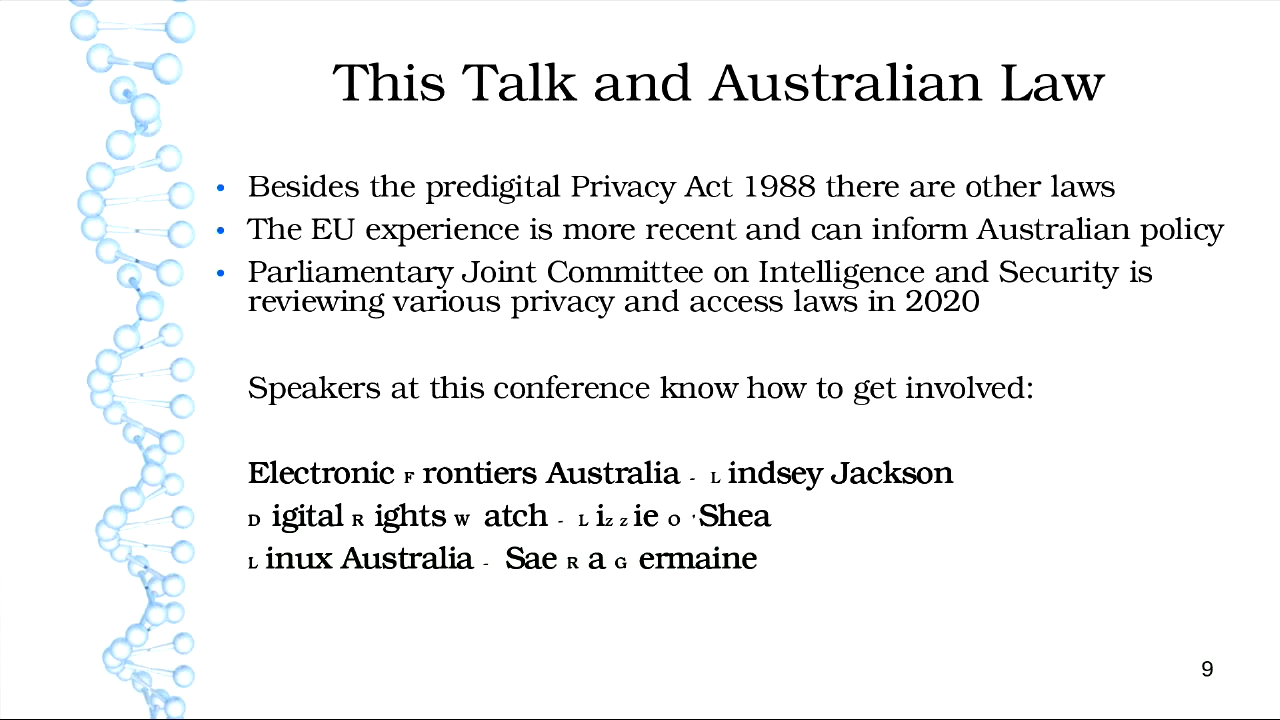 This Talk and Australian Law
• Besides the predigital Privacy Act 1988 there are other laws
• The EU experience is more recent and can inform Australian policy
• Parliamentary Joint Committee on Intelligence and Security is
reviewing various privacy and access laws in 2020
Speakers at this conference know how to get involved:
Electronic Frontiers Australia - Lindsey Jackson
Digital Rights Watch - Lizzie O'Shea
Linux Australia - Sae Ra Germaine
9